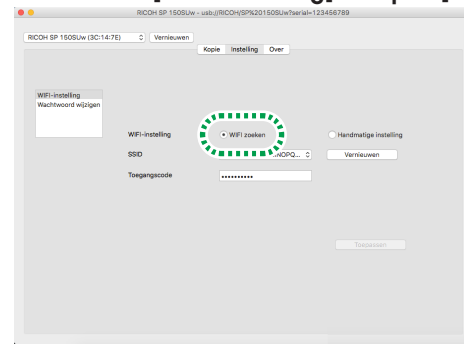 RICOH SP 150SUw - usb://RICOH/SP%20150SUw?serial=123456789
RICOH SP 150SUw (3C:14:7E) Vernieuwen
Kopie Instelling Over
WIFI-instelling
Wachtwoord wijzigen
WIFI-instelling WIFI zoeken Handmatige instelling
SSID NOPQ... Vernieuwen
Toegangscode ••••••••••
Toepassen